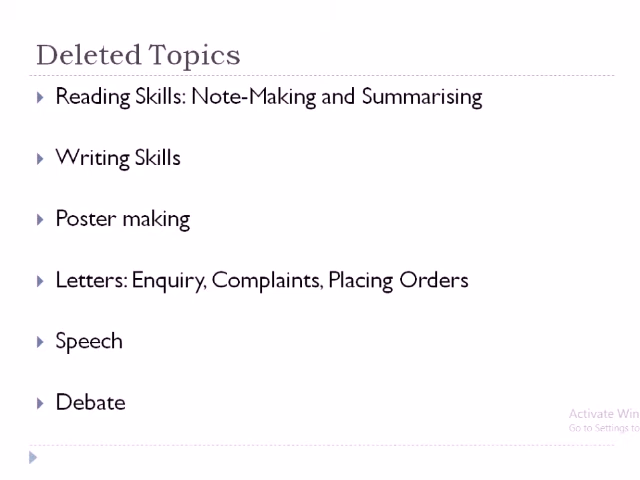 Deleted Topics
Reading Skills: Note-Making and Summarising
Writing Skills
Poster making
Letters: Enquiry, Complaints, Placing Orders
Speech
Debate
Activate Win
Go to Settings to